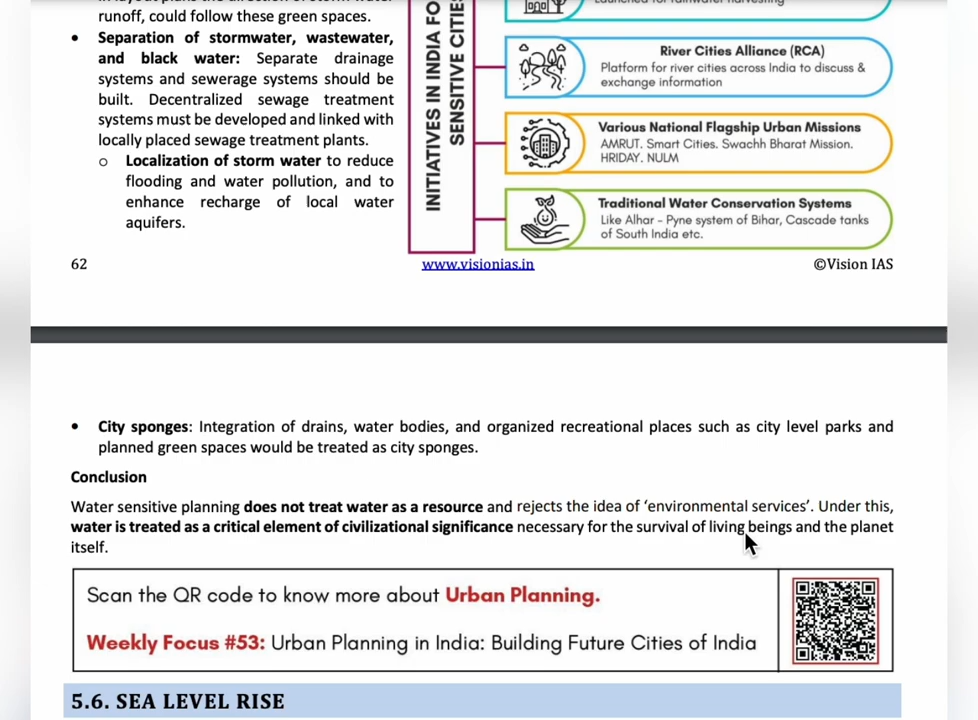 runoff, could follow these green spaces.
• Separation of stormwater, wastewater,
and black water: Separate drainage
systems and sewerage systems should be
built. Decentralized sewage treatment
systems must be developed and linked with
locally placed sewage treatment plants.
o Localization of storm water to reduce
flooding and water pollution, and to
enhance recharge of local water
aquifers.
INITIATIVES IN INDIA FO
SENSITIVE CITIE
River Cities Alliance (RCA)
Platform for river cities across India to discuss &
exchange information
Various National Flagship Urban Missions
AMRUT. Smart Cities. Swachh Bharat Mission.
HRIDAY. NULM
Traditional Water Conservation Systems
Like Alhar - Pyne system of Bihar, Cascade tanks
of South India etc.
62 www.visionias.in ©Vision IAS
• City sponges: Integration of drains, water bodies, and organized recreational places such as city level parks and
planned green spaces would be treated as city sponges.
Conclusion
Water sensitive planning does not treat water as a resource and rejects the idea of ‘environmental services’. Under this,
water is treated as a critical element of civilizational significance necessary for the survival of living beings and the planet
itself.
Scan the QR code to know more about Urban Planning.
Weekly Focus #53: Urban Planning in India: Building Future Cities of India
5.6. SEA LEVEL RISE